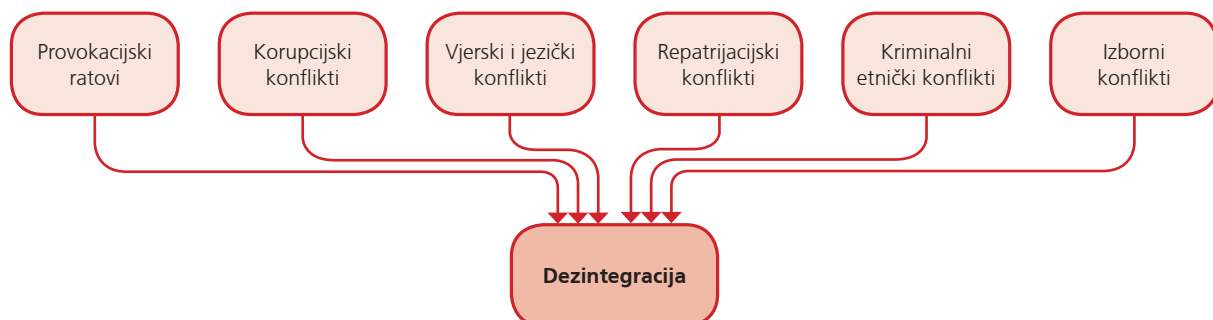 Provokacijski
ratovi
Korupcijski
konflikti
Vjerski i jezički
konflikti
Repatrijacijski
konflikti
Kriminalni
etnički konflikti
Izborni
konflikti
Dezintegracija